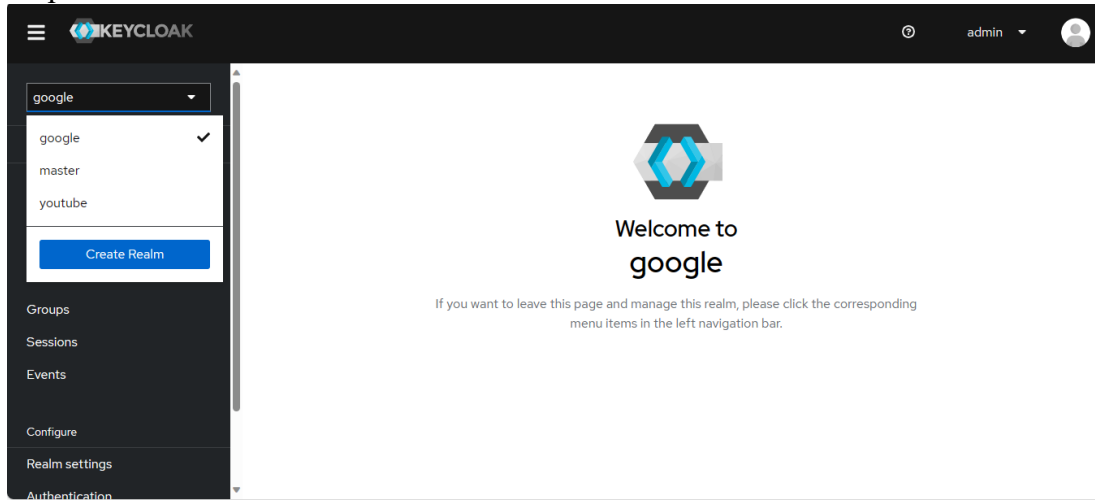 KEYCLOAK
admin
google
google
master
youtube
Create Realm
Groups
Sessions
Events
Configure
Realm settings
Authentication
Welcome to
google
If you want to leave this page and manage this realm, please click the corresponding
menu items in the left navigation bar.